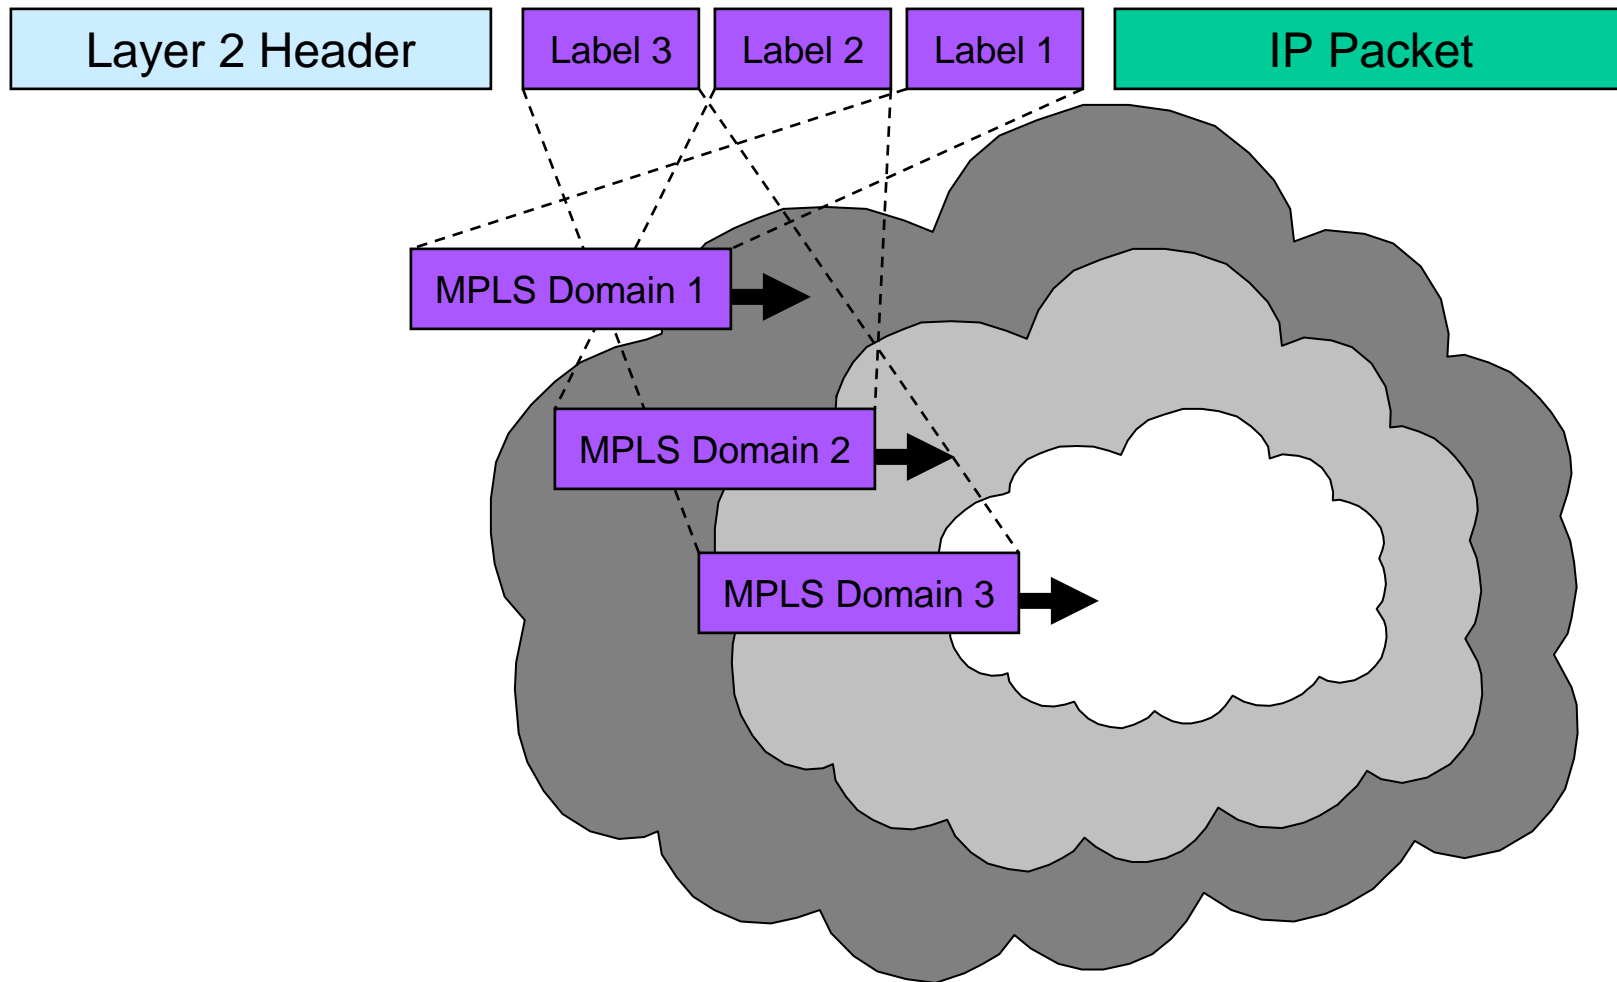 Layer 2 Header
Label 3
Label 2
Label 1
IP Packet
MPLS Domain 1
MPLS Domain 2
MPLS Domain 3